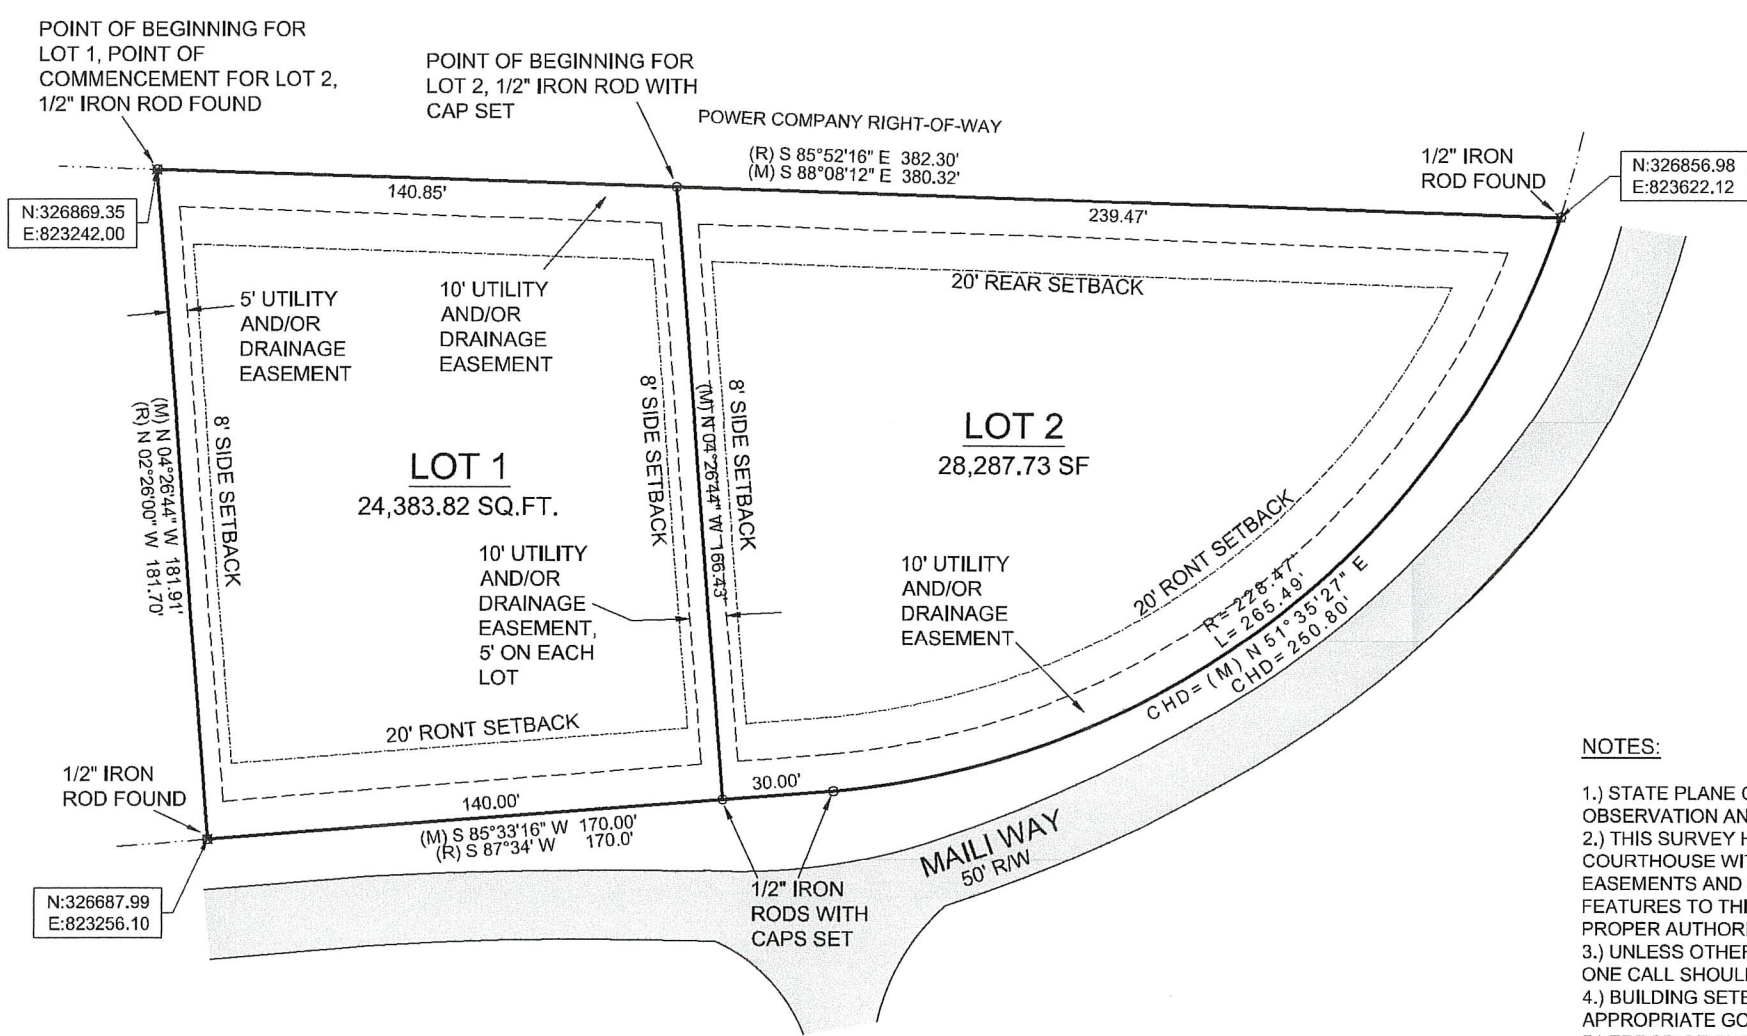 POINT OF BEGINNING FOR
LOT 1, POINT OF
COMMENCEMENT FOR LOT 2,
1/2" IRON ROD FOUND
POINT OF BEGINNING FOR
LOT 2, 1/2" IRON ROD WITH
CAP SET
POWER COMPANY RIGHT-OF-WAY
(R) S 85°52'16" E 382.30'
(M) S 88°08'12" E 380.32'
1/2" IRON
ROD FOUND
N:326856.98
E:823622.12
140.85'
239.47'
N:326869.35
E:823242.00
5' UTILITY
AND/OR
DRAINAGE
EASEMENT
10' UTILITY
AND/OR
DRAINAGE
EASEMENT
20' REAR SETBACK
(M) N 04°26'44" W 181.91'
(R) N 02°26'00" W 181.70'
8' SIDE SETBACK
LOT 1
24,383.82 SQ.FT.
8' SIDE SETBACK
(M) N 04°26'44" W 166.43'
8' SIDE SETBACK
LOT 2
28,287.73 SF
10' UTILITY
AND/OR
DRAINAGE
EASEMENT,
5' ON EACH
LOT
10' UTILITY
AND/OR
DRAINAGE
EASEMENT
20' RONT SETBACK
R= 228.47'
L= 265.49'
CHD= (M) N 51°35'27" E
CHD= 250.80'
20' RONT SETBACK
1/2" IRON
ROD FOUND
140.00'
30.00'
(M) S 85°33'16" W 170.00'
(R) S 87°34' W 170.0'
N:326687.99
E:823256.10
1/2" IRON
RODS WITH
CAPS SET
MAILI WAY
50' R/W
NOTES:
1.) STATE PLANE
OBSERVATION AN
2.) THIS SURVEY H
COURTHOUSE WI
EASEMENTS AND
FEATURES TO TH
PROPER AUTHOR
3.) UNLESS OTHE
ONE CALL SHOUL
4.) BUILDING SETB
APPROPRIATE GO